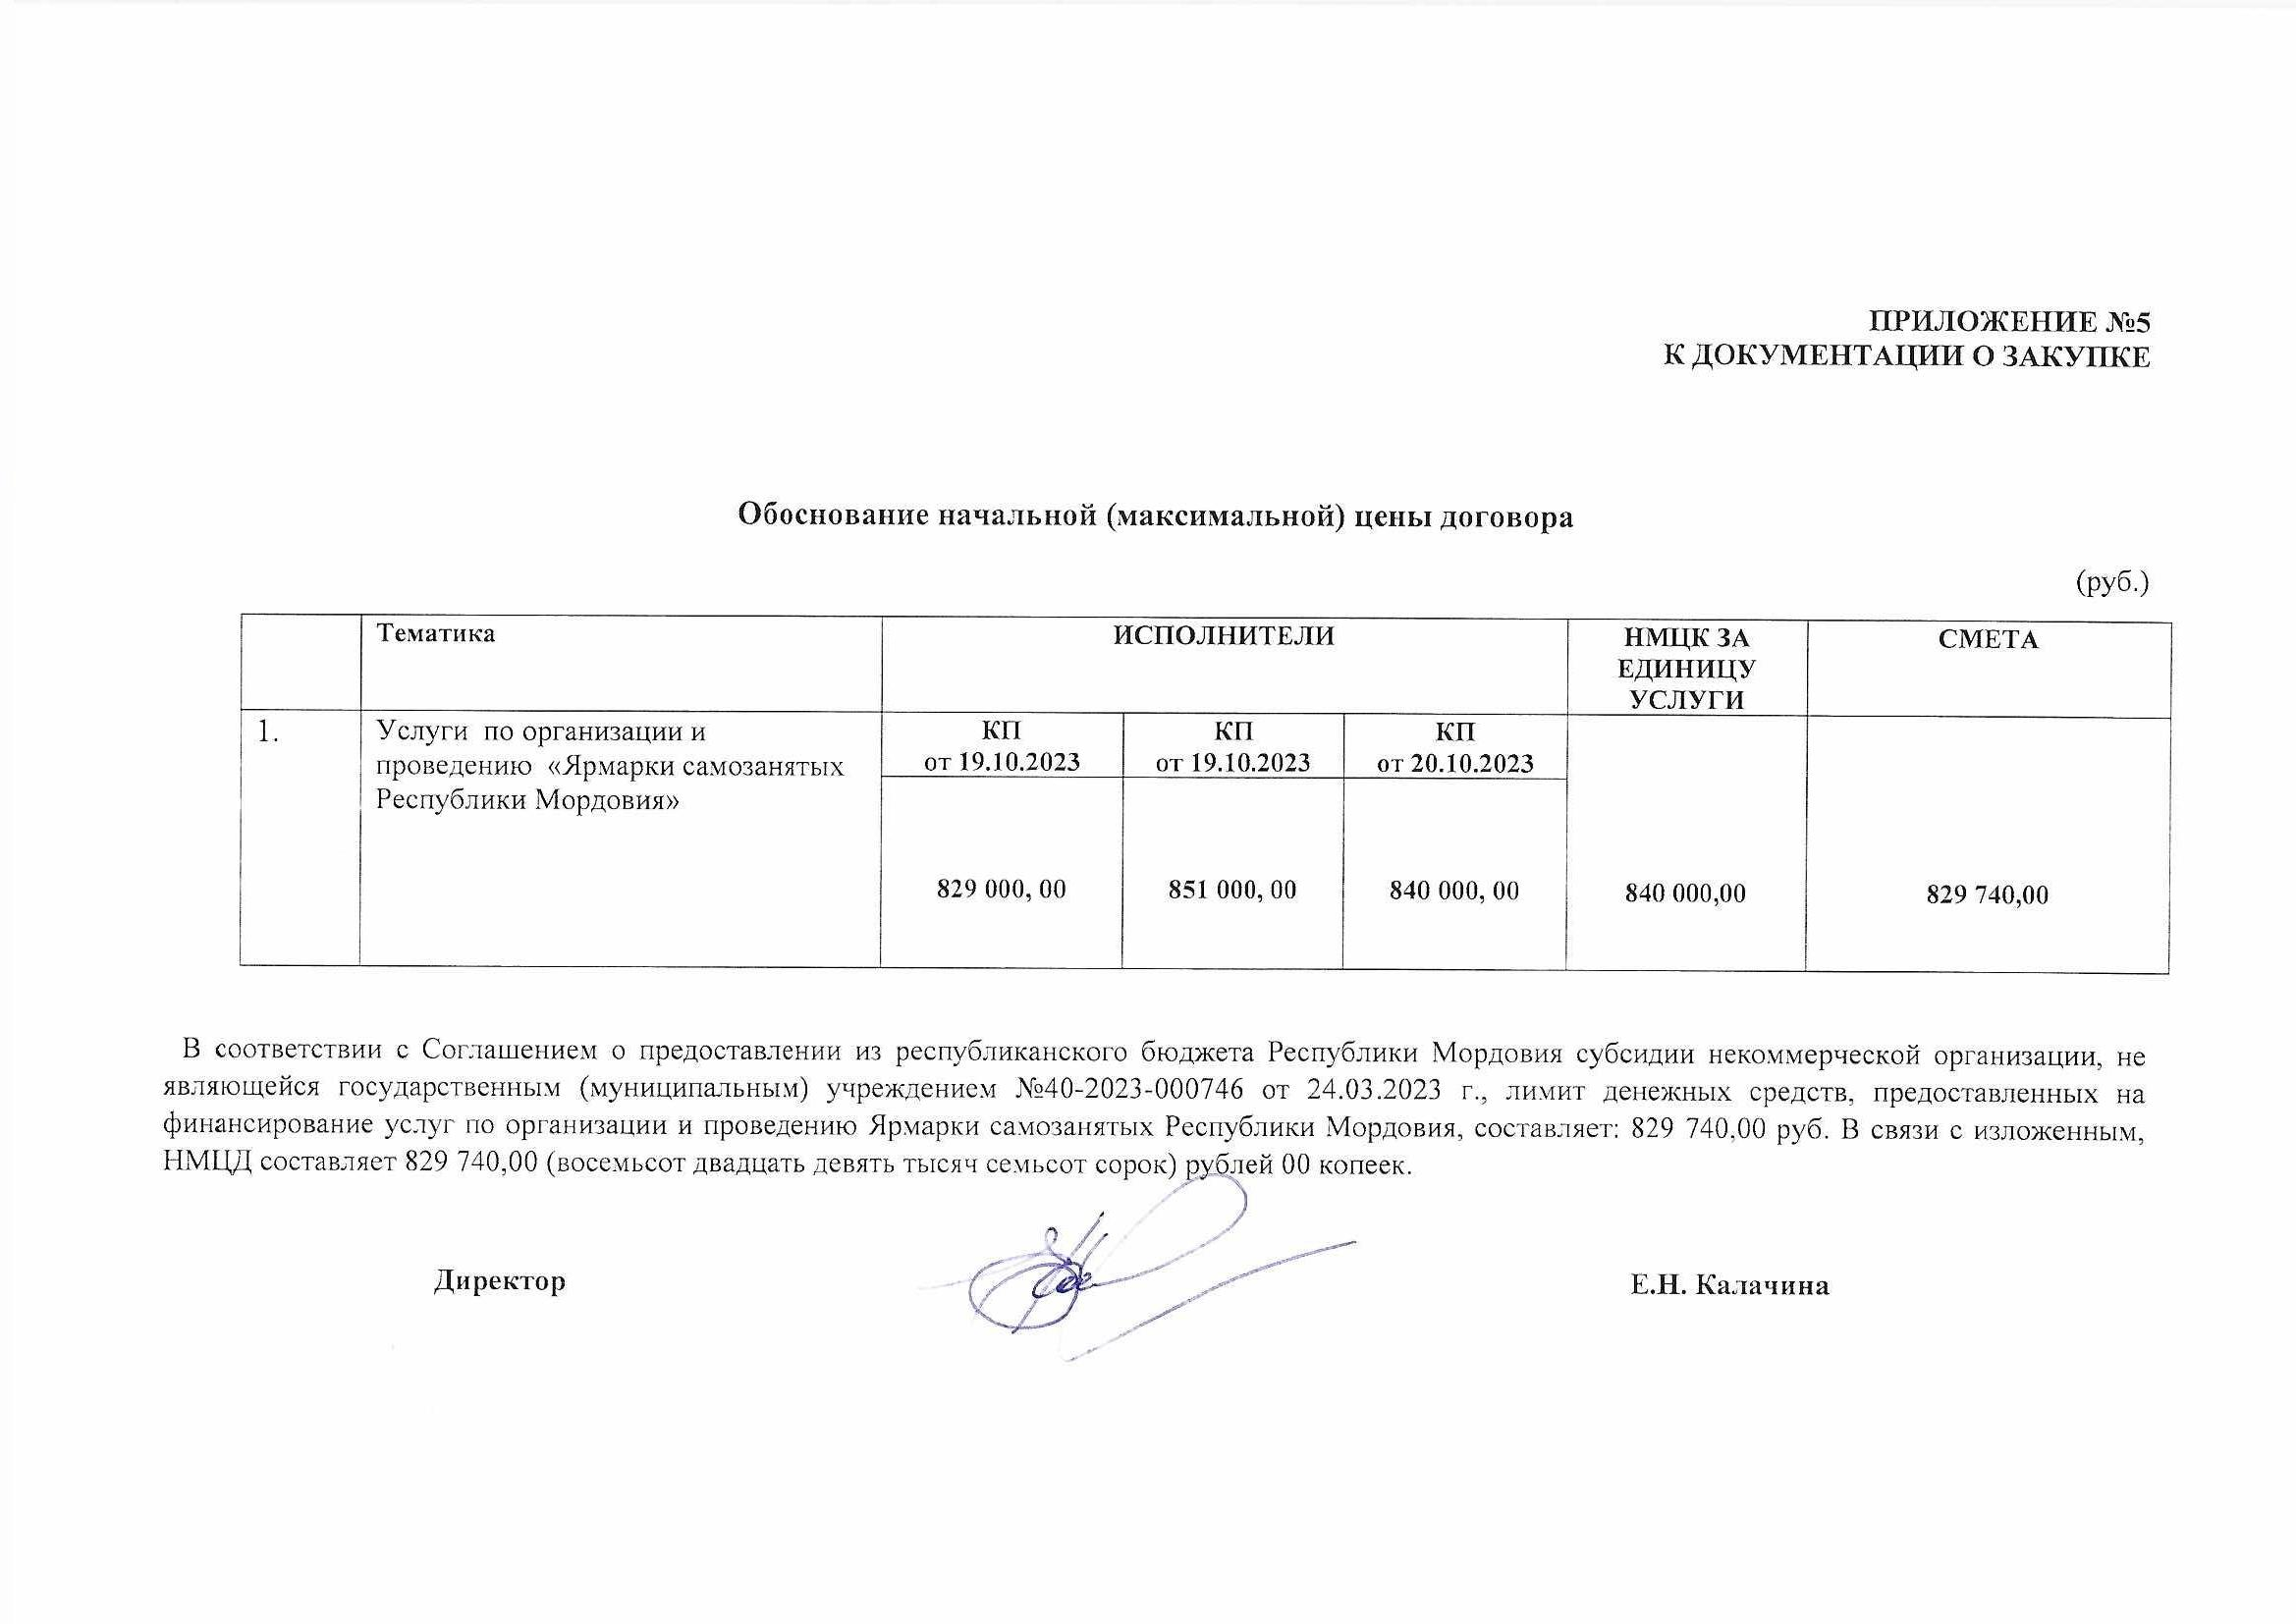 ПРИЛОЖЕНИЕ №5
К ДОКУМЕНТАЦИИ О ЗАКУПКЕ
Обоснование начальной (максимальной) цены договора
(руб.)
Тематика
ИСПОЛНИТЕЛИ
НМЦК ЗА
ЕДИНИЦУ
УСЛУГИ
СМЕТА
1.
Услуги по организации и
проведению «Ярмарки самозанятых
Республики Мордовия»
КП
от 19.10.2023
КП
от 19.10.2023
КП
от 20.10.2023
829 000, 00
851 000, 00
840 000, 00
840 000,00
829 740,00
В соответствии с Соглашением о предоставлении из республиканского бюджета Республики Мордовия субсидии некоммерческой организации, не
являющейся государственным (муниципальным) учреждением №40-2023-000746 от 24.03.2023 г., лимит денежных средств, предоставленных на
финансирование услуг по организации и проведению Ярмарки самозанятых Республики Мордовия, составляет: 829 740,00 руб. В связи с изложенным,
НМЦД составляет 829 740,00 (восемьсот двадцать девять тысяч семьсот сорок) рублей 00 копеек.
Директор
Е.Н. Калачина